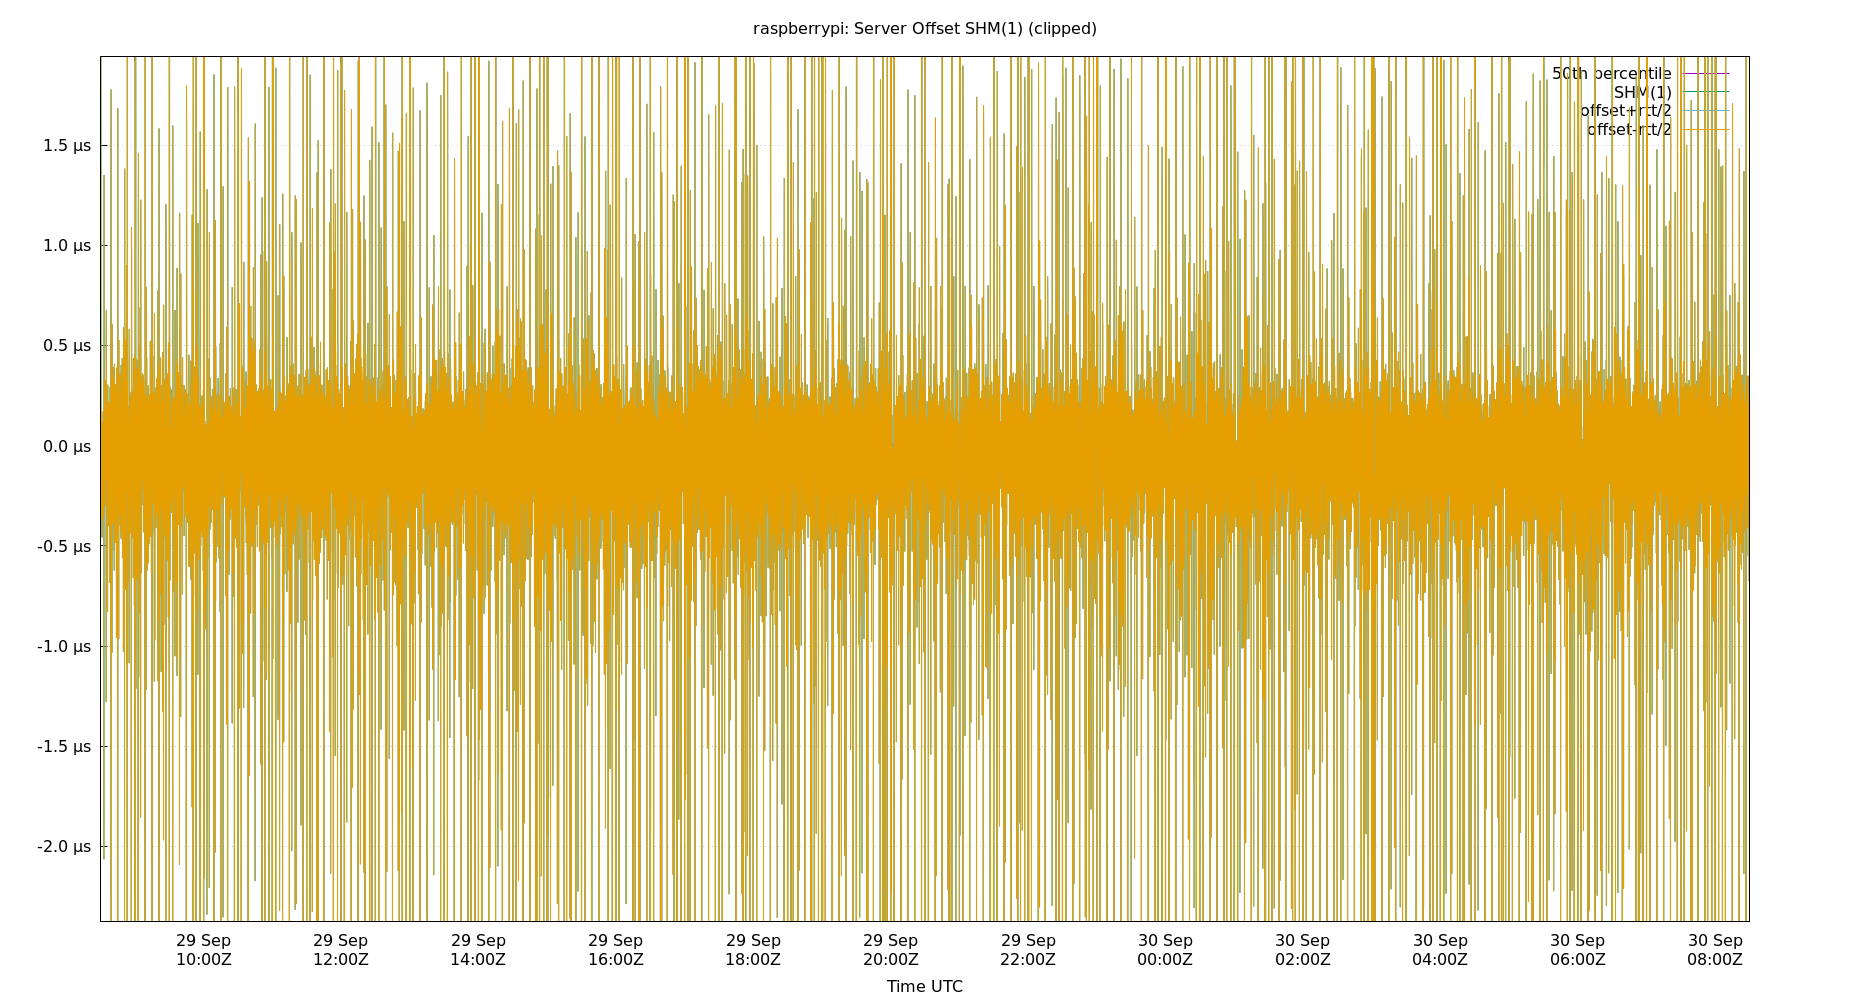 raspberrypi: Server Offset SHM(1) (clipped)
50th percentile
SHM(1)
offset+rtt/2
offset-rtt/2
1.5 µs
1.0 µs
0.5 µs
0.0 µs
-0.5 µs
-1.0 µs
-1.5 µs
-2.0 µs
29 Sep 29 Sep 29 Sep 29 Sep 29 Sep 29 Sep 29 Sep 30 Sep 30 Sep 30 Sep 30 Sep 30 Sep
10:00Z 12:00Z 14:00Z 16:00Z 18:00Z 20:00Z 22:00Z 00:00Z 02:00Z 04:00Z 06:00Z 08:00Z
Time UTC